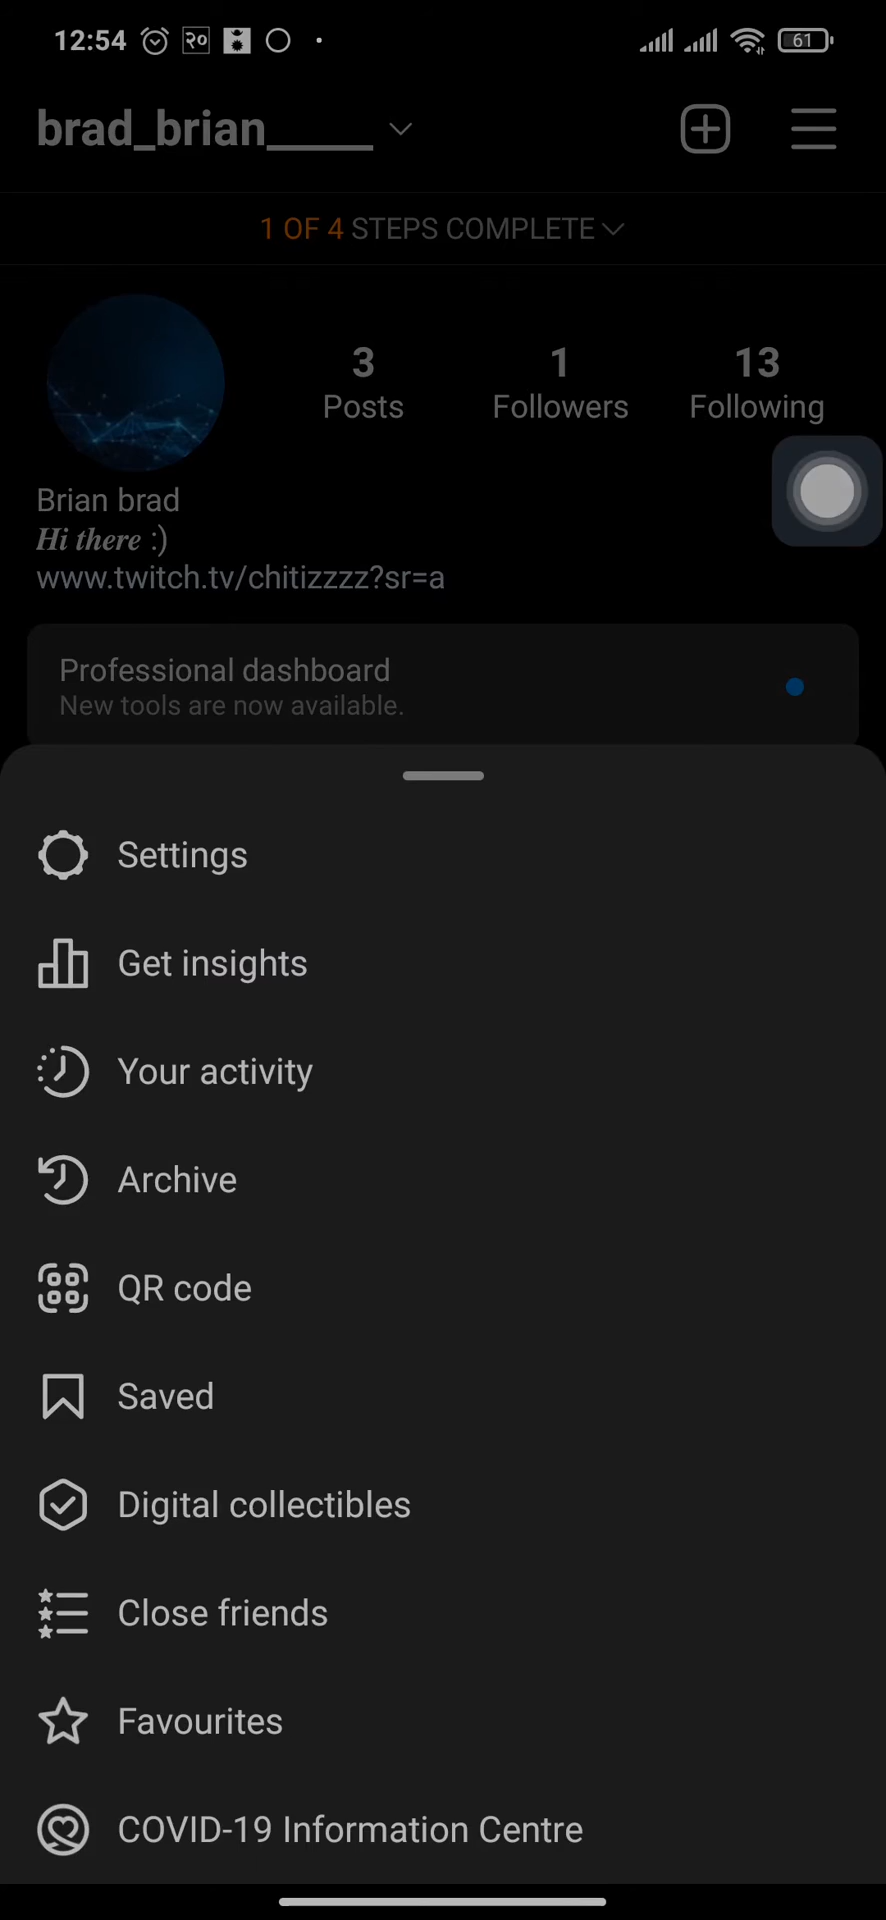 12:54 २० 61
brad_brian_____
1 OF 4 STEPS COMPLETE
3 1 13
Posts Followers Following
Brian brad
Hi there :)
www.twitch.tv/chitizzzz?sr=a
Professional dashboard
New tools are now available.
Settings
Get insights
Your activity
Archive
QR code
Saved
Digital collectibles
Close friends
Favourites
COVID-19 Information Centre